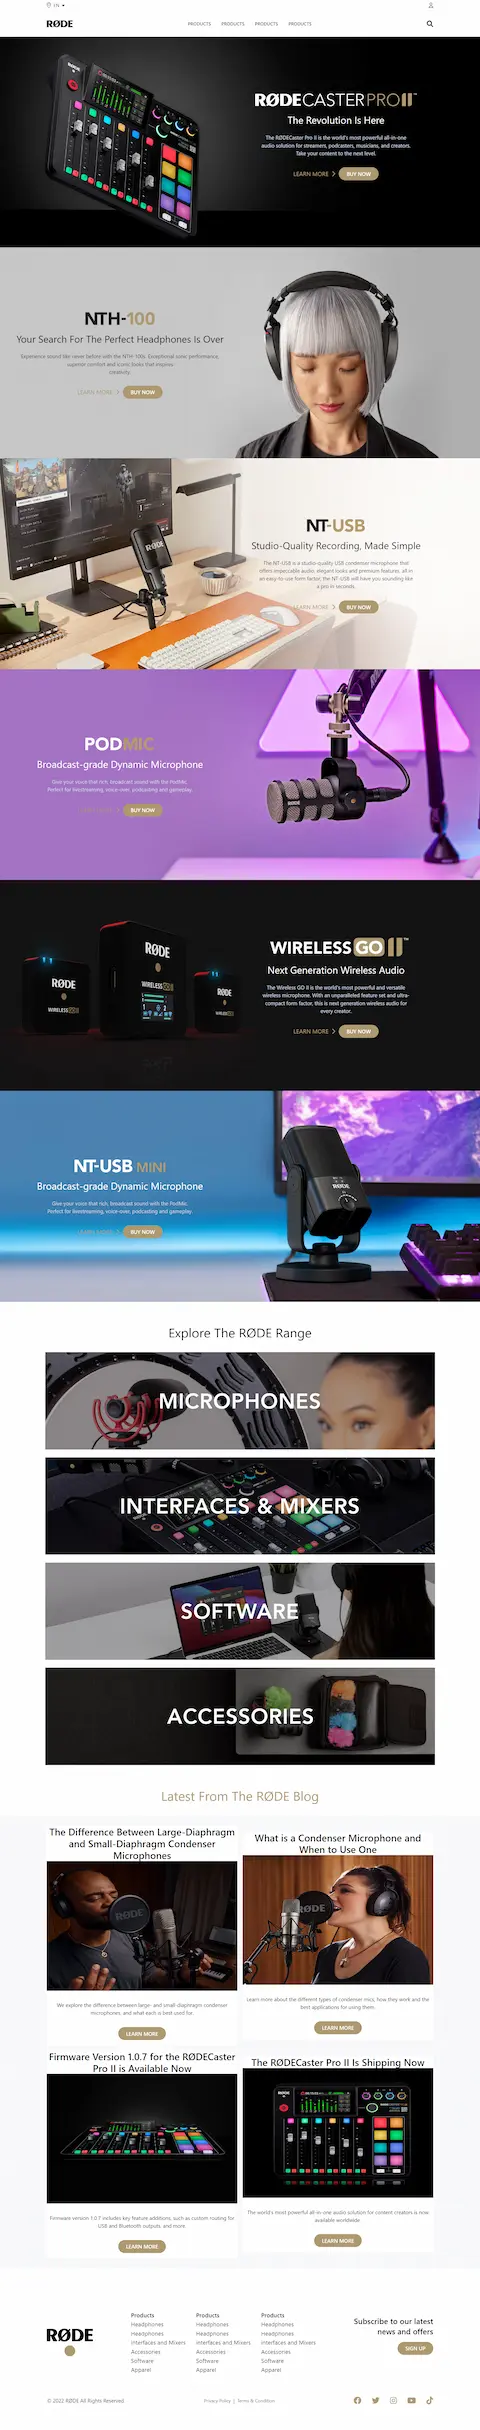 EN
RØDE
PRODUCTS PRODUCTS PRODUCTS PRODUCTS
RØDECASTER PRO II™
The Revolution Is Here
The RØDECaster Pro II is the world's most powerful all-in-one
audio solution for streamers, podcasters, musicians, and creators.
Take your content to the next level.
LEARN MORE BUY NOW
NTH-100
Your Search For The Perfect Headphones Is Over
Experience sound like never before with the NTH-100s. Exceptional sonic performance,
superior comfort and iconic looks that inspire
creativity.
LEARN MORE BUY NOW
RØDE
NT-USB
Studio-Quality Recording, Made Simple
The NT-USB is a studio-quality USB condenser microphone that
offers impeccable audio, elegant looks and premium features, all in
an easy-to-use form factor, the NT-USB will have you sounding like
a pro in seconds.
LEARN MORE BUY NOW
PODMIC
Broadcast-grade Dynamic Microphone
Give your voice that rich, broadcast sound with the PodMic.
Perfect for livestreaming, voice-over, podcasting and gameplay.
BUY NOW
RØDE
RØDE
WIRELESS GO II
RØDE
RØDE
WIRELESS GO II™
Next Generation Wireless Audio
The Wireless GO II is the world's most powerful and versatile
wireless microphone. With an unparalleled feature set and ultra-
compact form factor, this is next generation wireless audio for
every creator.
LEARN MORE BUY NOW
NT-USB MINI
Broadcast-grade Dynamic Microphone
Give your voice that rich, broadcast sound with the PodMic.
Perfect for livestreaming, voice-over, podcasting and gameplay.
LEARN MORE BUY NOW
RØDE
Explore The RØDE Range
MICROPHONES
INTERFACES & MIXERS
SOFTWARE
ACCESSORIES
Latest From The RØDE Blog
The Difference Between Large-Diaphragm
and Small-Diaphragm Condenser
Microphones
RØDE
We explore the difference between large- and small-diaphragm condenser
microphones, and what each is best used for.
LEARN MORE
What is a Condenser Microphone and
When to Use One
RØDE
Learn more about the different types of condenser mics, how they work and the
best applications for using them.
LEARN MORE
Firmware Version 1.0.7 for the RØDECaster
Pro II is Available Now
Firmware version 1.0.7 includes key feature additions, such as custom routing for
USB and Bluetooth outputs, and more.
LEARN MORE
The RØDECaster Pro II Is Shipping Now
The world's most powerful all-in-one audio solution for content creators is now
available worldwide
LEARN MORE
RØDE
Products
Headphones
Headphones
Interfaces and Mixers
Accessories
Software
Apparel
Products
Headphones
Headphones
Interfaces and Mixers
Accessories
Software
Apparel
Products
Headphones
Headphones
Interfaces and Mixers
Accessories
Software
Apparel
Subscribe to our latest
news and offers
SIGN UP
© 2022 RØDE All Rights Reserved
Privacy Policy | Terms & Condition